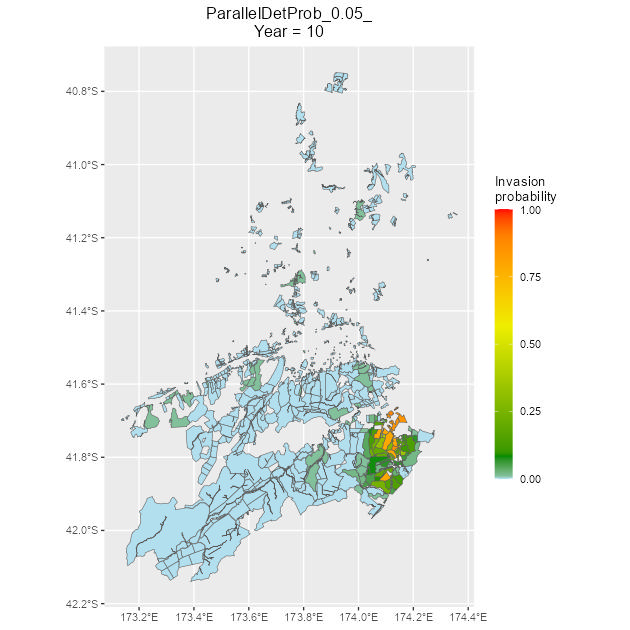 ParallelDetProb_0.05_
Year = 10
40.8°S
41.0°S
41.2°S
41.4°S
41.6°S
41.8°S
42.0°S
42.2°S
173.2°E 173.4°E 173.6°E 173.8°E 174.0°E 174.2°E 174.4°E
Invasion
probability
1.00
0.75
0.50
0.25
0.00